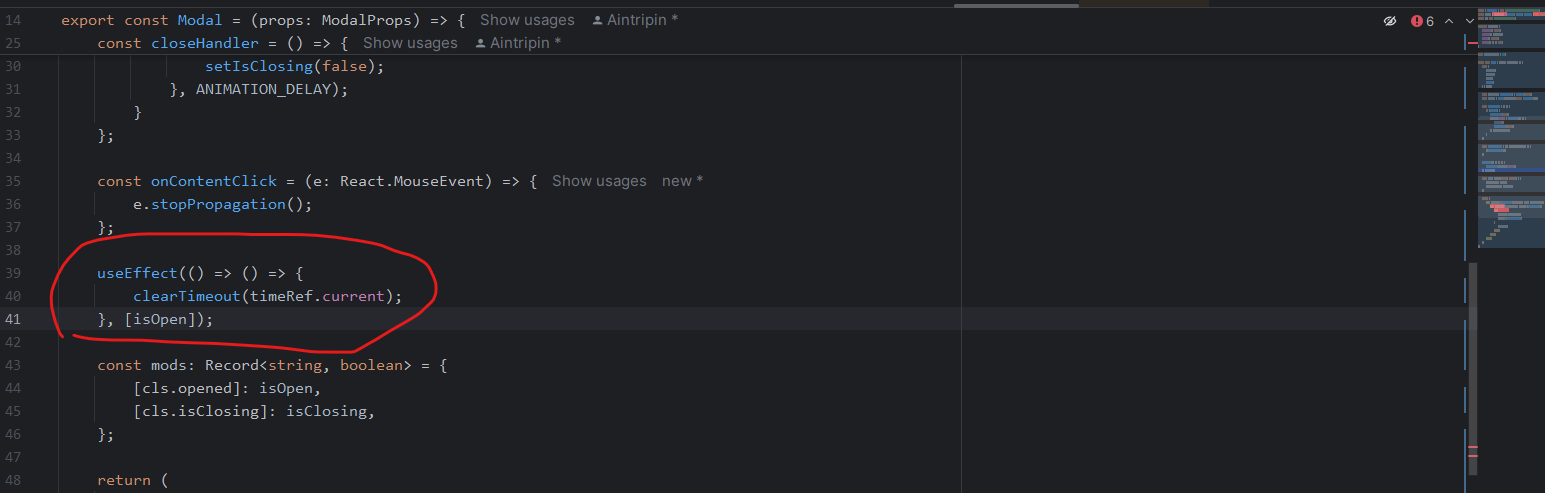 14 export const Modal = (props: ModalProps) => { Show usages Aintripin *
6
25 const closeHandler = () => { Show usages Aintripin *
30 setIsClosing(false);
31 }, ANIMATION_DELAY);
32 }
33 };
34
35 const onContentClick = (e: React.MouseEvent) => { Show usages new *
36 e.stopPropagation();
37 };
38
39 useEffect(() => () => {
40 clearTimeout(timeRef.current);
41 }, [isOpen]);
42
43 const mods: Record<string, boolean> = {
44 [cls.opened]: isOpen,
45 [cls.isClosing]: isClosing,
46 };
47
48 return (